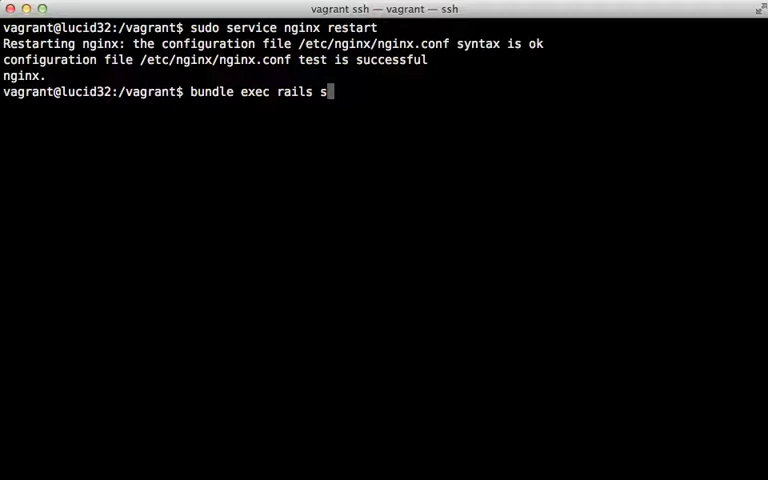 vagrant ssh — vagrant — ssh
vagrant@lucid32:/vagrant$ sudo service nginx restart
Restarting nginx: the configuration file /etc/nginx/nginx.conf syntax is ok
configuration file /etc/nginx/nginx.conf test is successful
nginx.
vagrant@lucid32:/vagrant$ bundle exec rails s